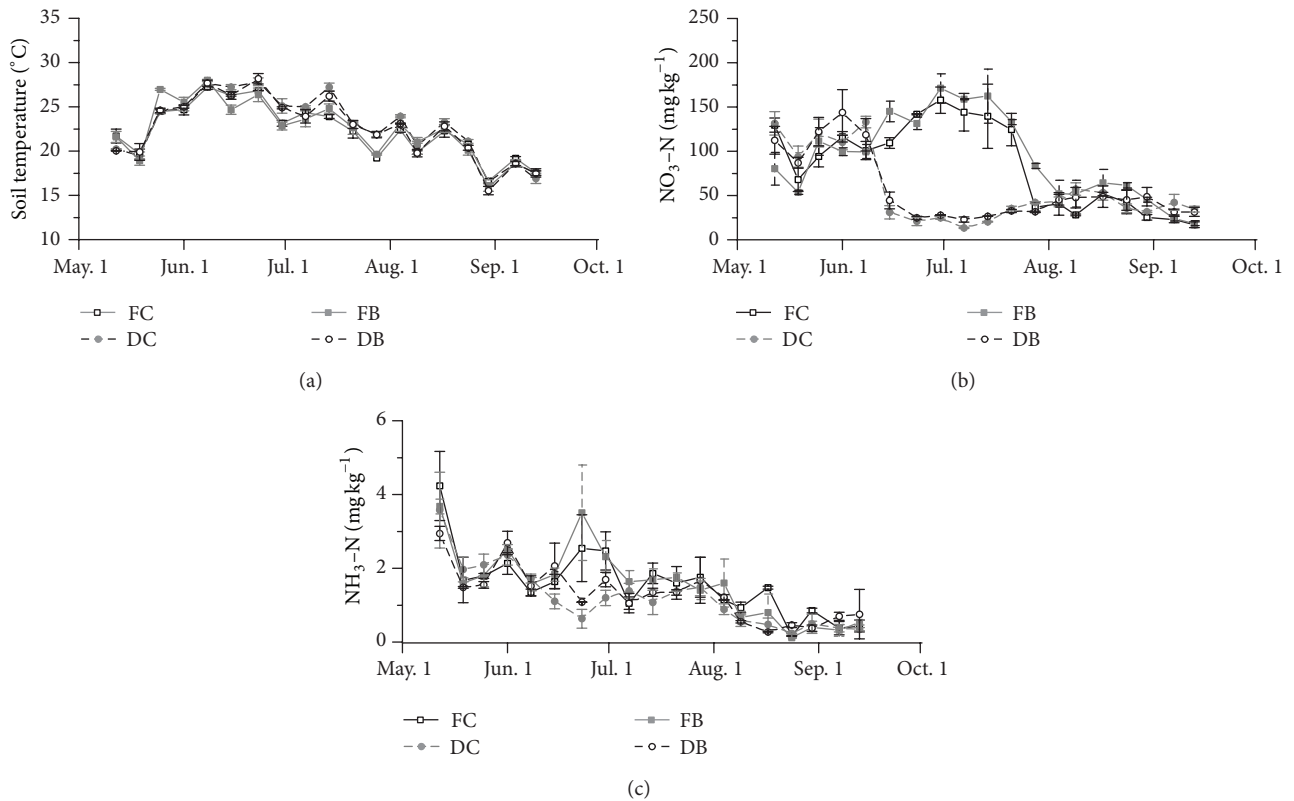 35
30
25
20
15
10
Soil temperature (°C)
May. 1 Jun. 1 Jul. 1 Aug. 1 Sep. 1 Oct. 1
FC FB
DC DB
(a)
250
200
150
100
50
0
NO₃–N (mg kg⁻¹)
May. 1 Jun. 1 Jul. 1 Aug. 1 Sep. 1 Oct. 1
FC FB
DC DB
(b)
6
4
2
0
NH₃–N (mg kg⁻¹)
May. 1 Jun. 1 Jul. 1 Aug. 1 Sep. 1 Oct. 1
FC FB
DC DB
(c)